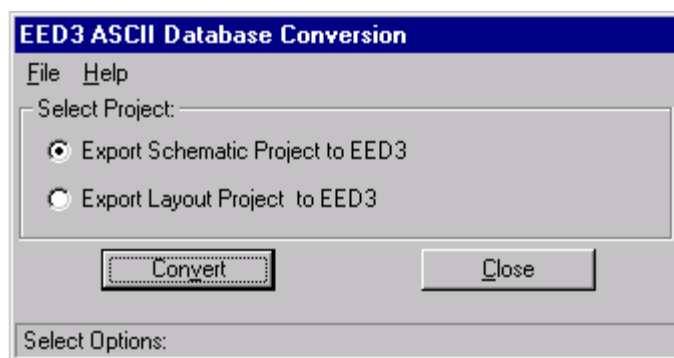 EED3 ASCII Database Conversion
File Help
Select Project:
Export Schematic Project to EED3
Export Layout Project to EED3
Convert Close
Select Options: